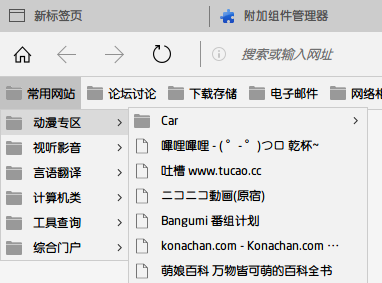 新标签页
附加组件管理器
搜索或输入网址
常用网站 论坛讨论 下载存储 电子邮件 网络相
动漫专区
视听影音
言语翻译
计算机类
工具查询
综合门户
Car
嗶哩嗶哩 - ( ゜- ゜)つロ 乾杯~
吐槽 www.tucao.cc
ニコニコ動画(原宿)
Bangumi 番组计划
konachan.com - Konachan.com …
萌娘百科 万物皆可萌的百科全书